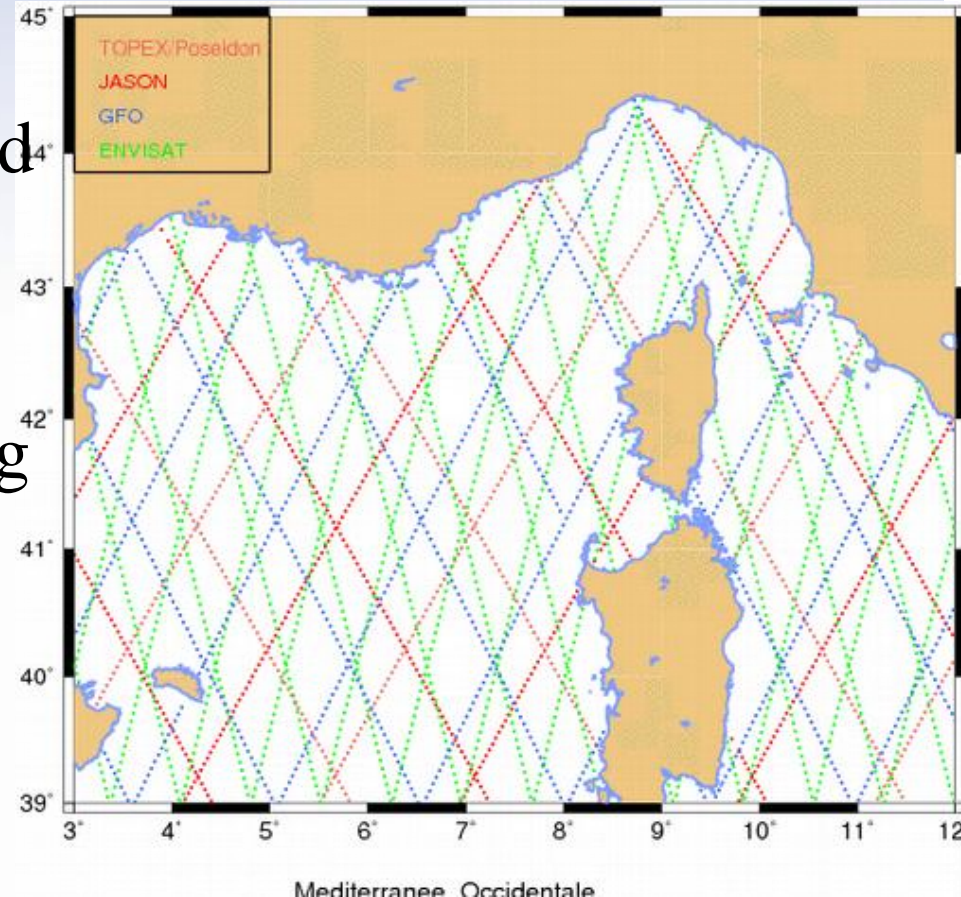 45°
TOPEX/Poseidon
JASON
GFO
ENVISAT
d
44°
43°
42°
g
41°
40°
39°
3° 4° 5° 6° 7° 8° 9° 10° 11° 12
Mediterranee Occidentale